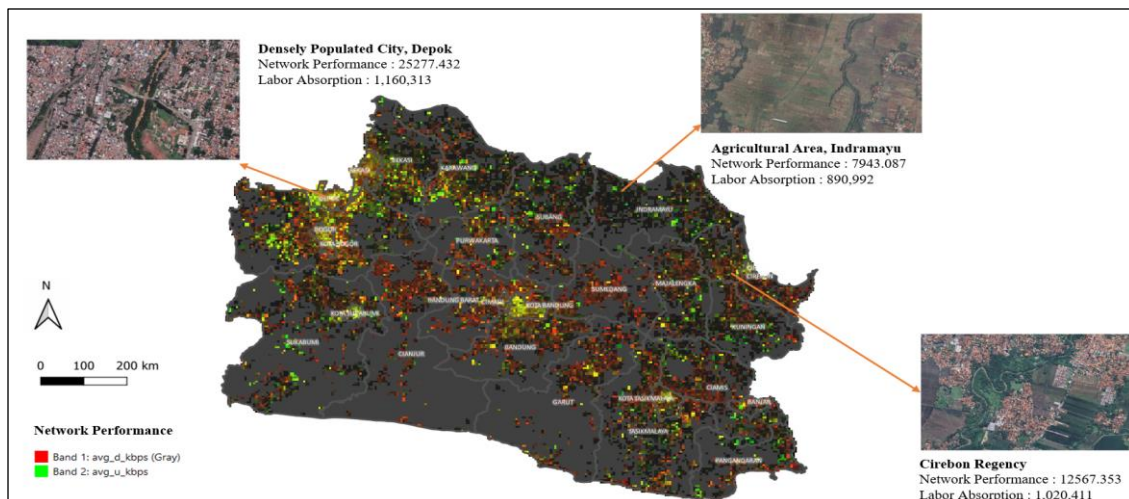 Densely Populated City, Depok
Network Performance : 25277.432
Labor Absorption : 1,160,313
Agricultural Area, Indramayu
Network Performance : 7943.087
Labor Absorption : 890,992
BEKASI
KARAWANG
INDRAMAYU
SUBANG
BOGOR
KOTA BOGOR
PURWAKARTA
SUMEDANG
MAJALENGKA
BANDUNG BARAT
KOTA BANDUNG
KOTA SUKABUMI
KUNINGAN
SUKABUMI
CIANJUR
BANDUNG
CIAMIS
GARUT
KOTA TASIKMALAYA
BANJAR
TASIKMALAYA
PANGANDARAN
N
0 100 200 km
Network Performance
Band 1: avg_d_kbps (Gray)
Band 2: avg_u_kbps
Cirebon Regency
Network Performance : 12567.353
Labor Absorption : 1,020,411